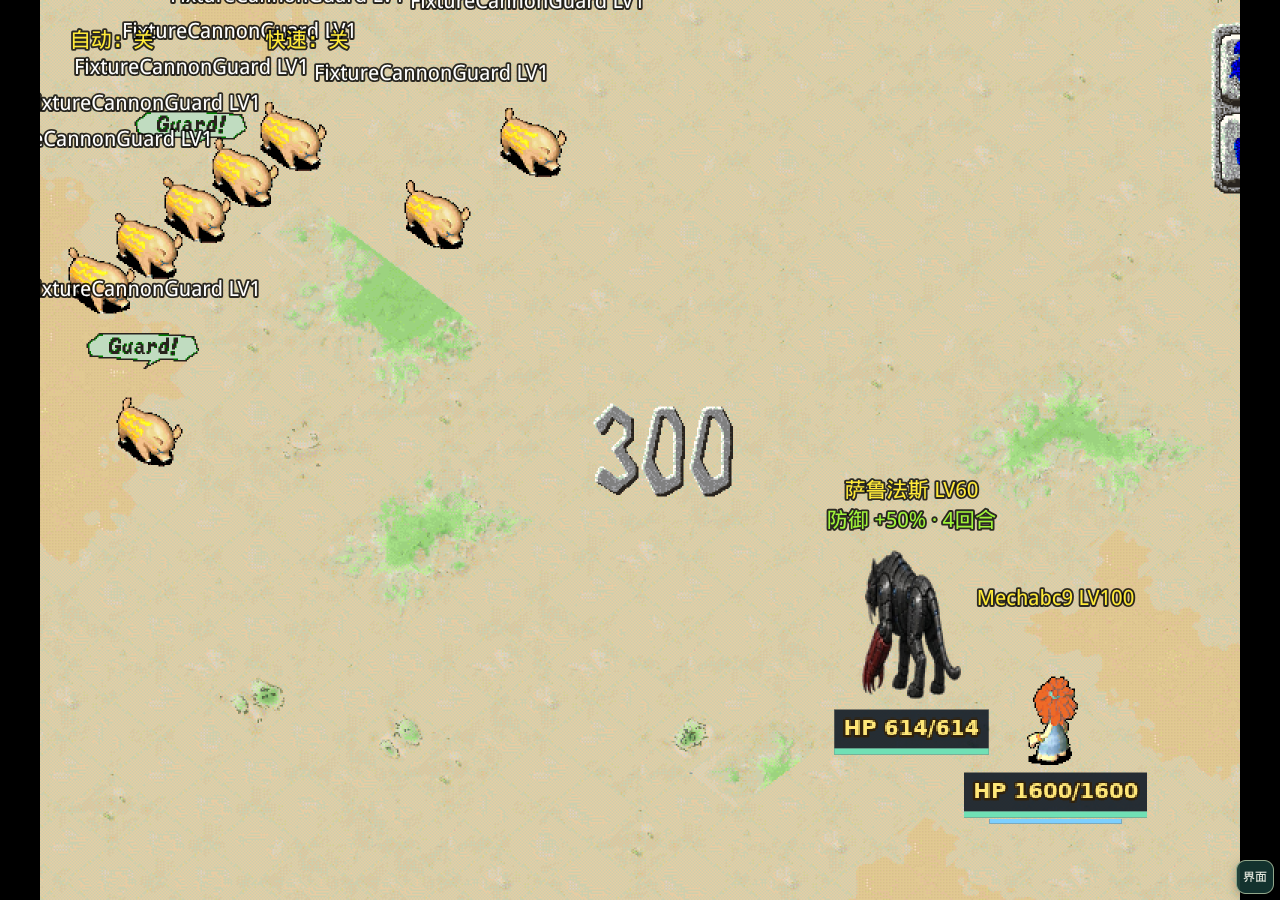 FixtureCannonGuard LV1
FixtureCannonGuard LV1
自动：关
快速：关
FixtureCannonGuard LV1
FixtureCannonGuard LV1
xtureCannonGuard LV1
Guard!
eCannonGuard LV1
xtureCannonGuard LV1
Guard!
300
萨鲁法斯 LV60
防御 +50% · 4回合
Mechabc9 LV100
HP 614/614
HP 1600/1600
界面